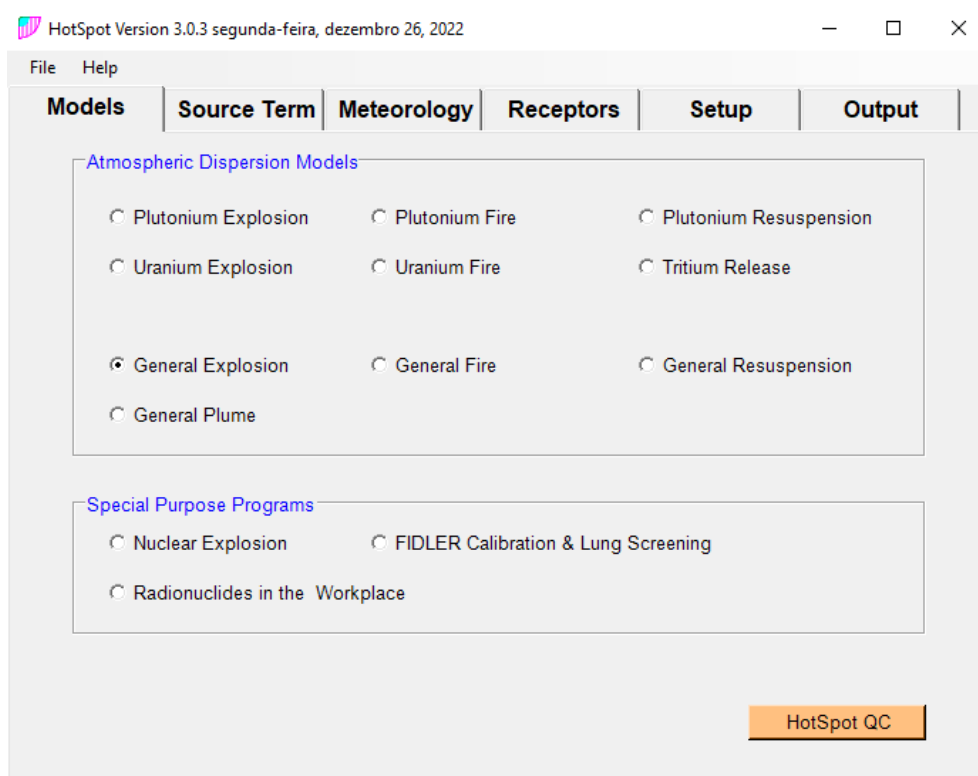 HotSpot Version 3.0.3 segunda-feira, dezembro 26, 2022
File Help
Models Source Term Meteorology Receptors Setup Output
Atmospheric Dispersion Models
Plutonium Explosion Plutonium Fire Plutonium Resuspension
Uranium Explosion Uranium Fire Tritium Release
General Explosion General Fire General Resuspension
General Plume
Special Purpose Programs
Nuclear Explosion FIDLER Calibration & Lung Screening
Radionuclides in the Workplace
HotSpot QC